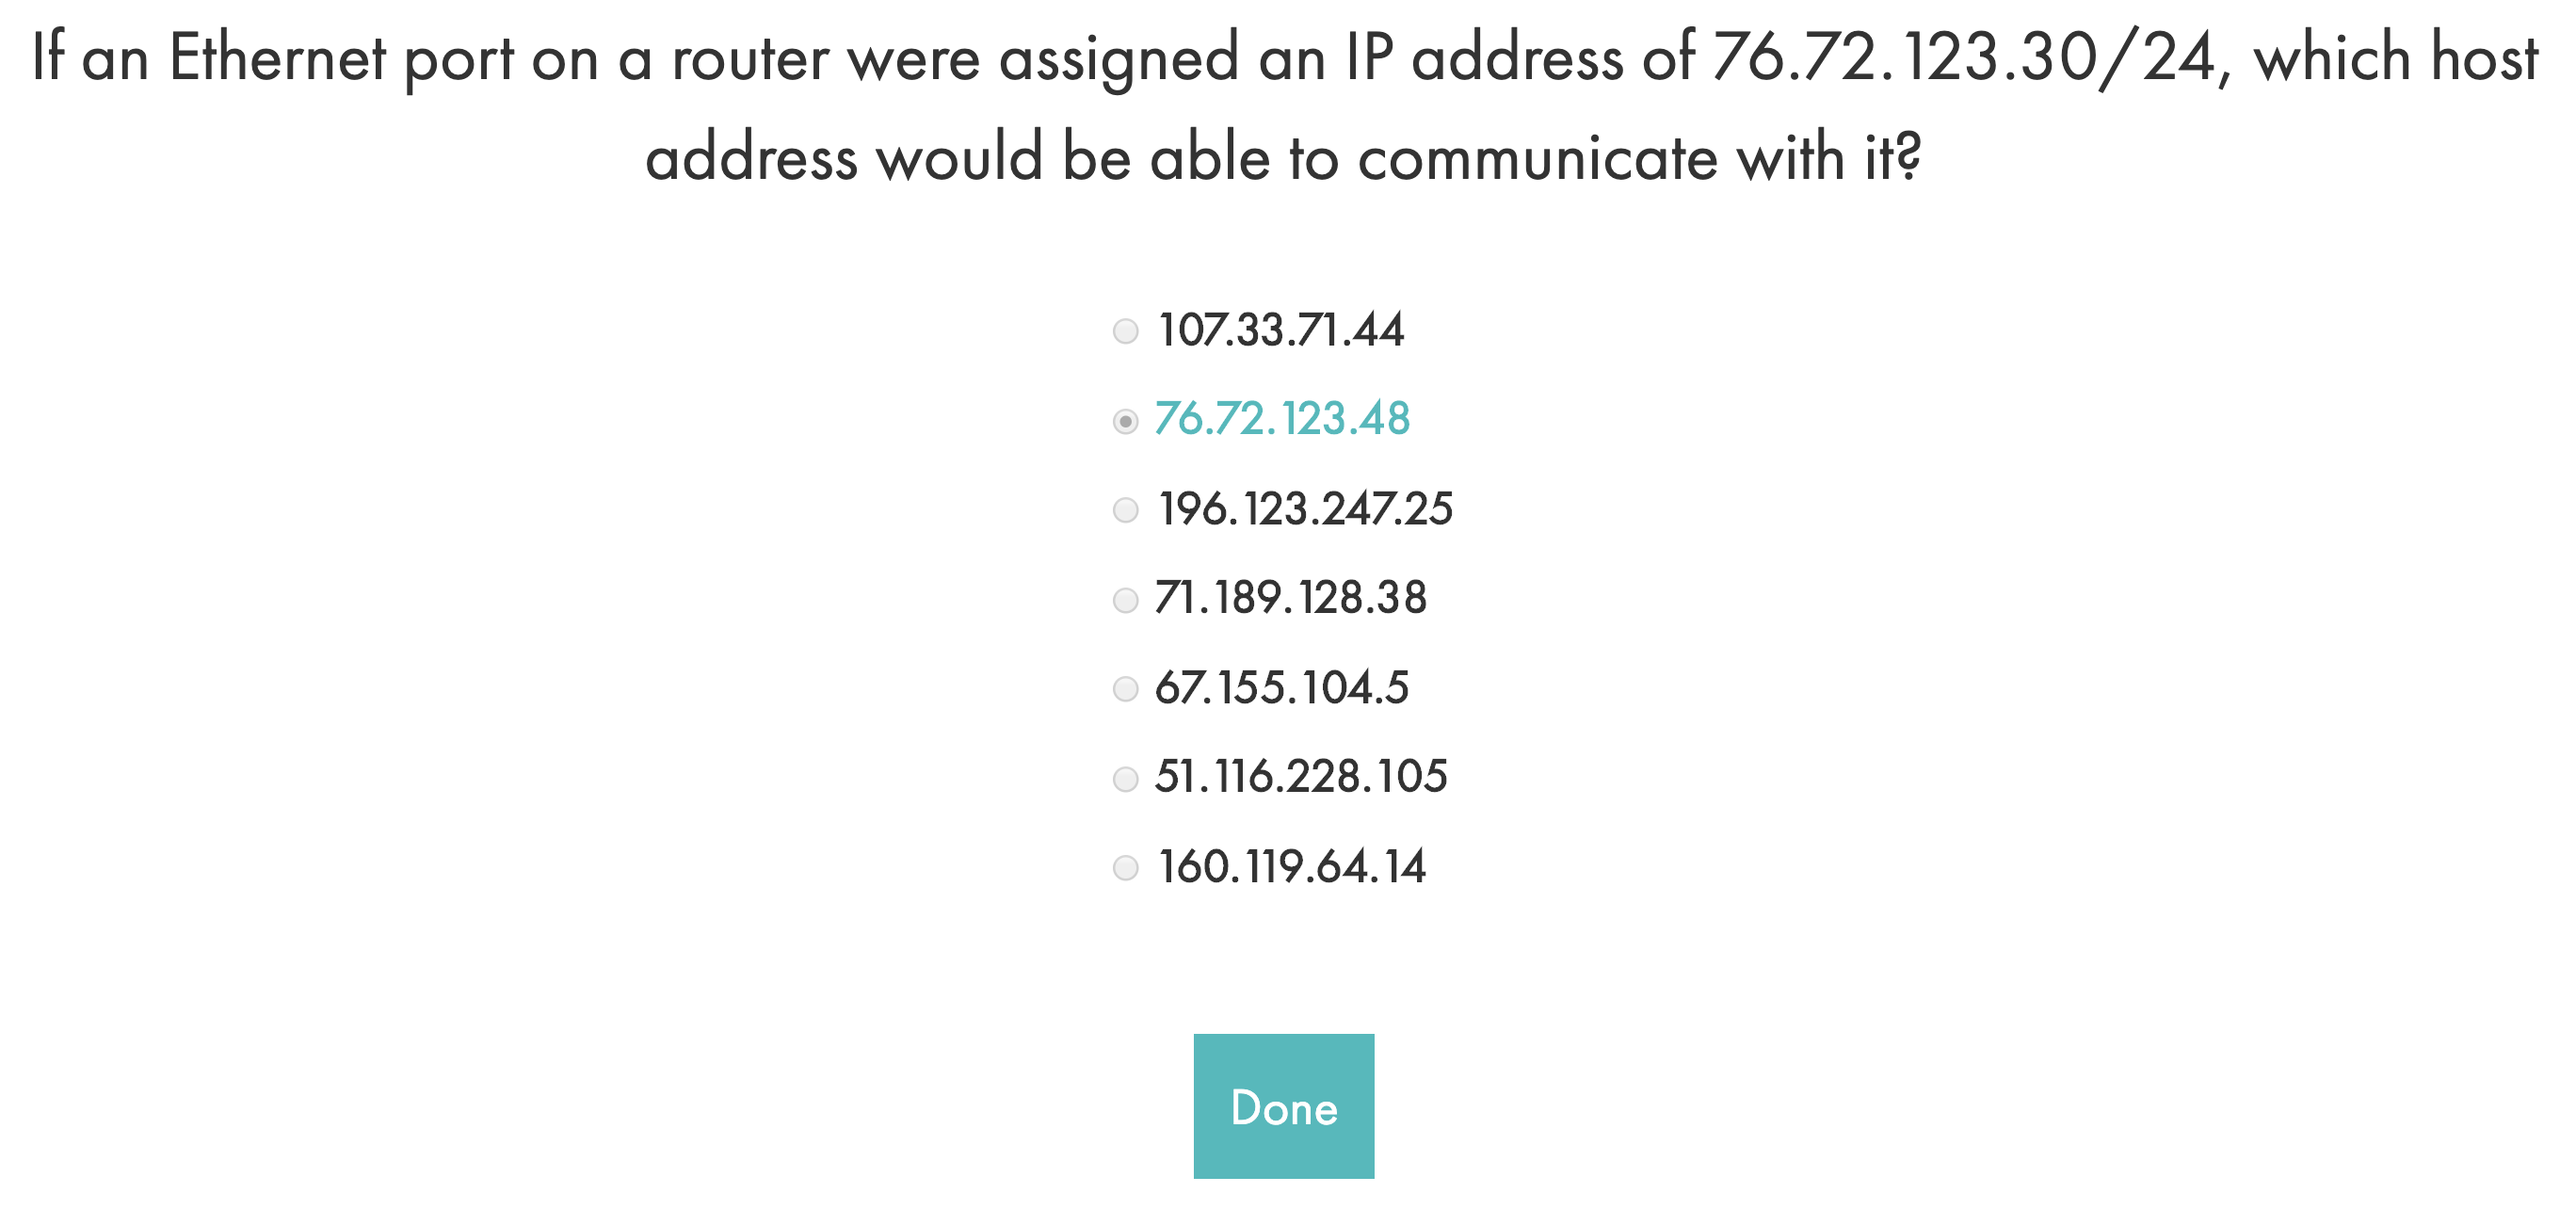 If an Ethernet port on a router were assigned an IP address of 76.72.123.30/24, which host
address would be able to communicate with it?
107.33.71.44
76.72.123.48
196.123.247.25
71.189.128.38
67.155.104.5
51.116.228.105
160.119.64.14
Done